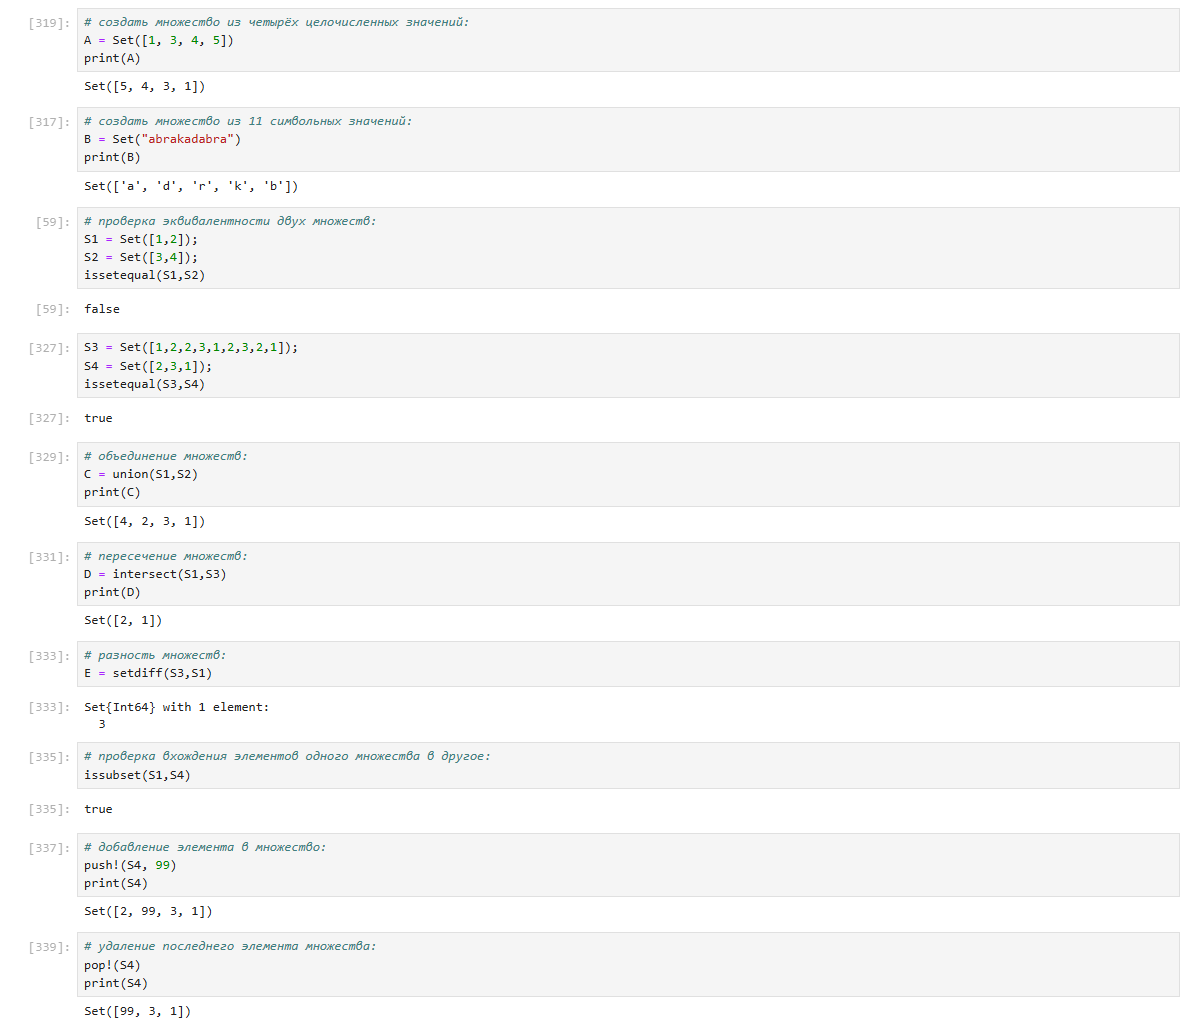 [319]: # создать множество из четырёх целочисленных значений:
A = Set([1, 3, 4, 5])
print(A)
Set([5, 4, 3, 1])
[317]: # создать множество из 11 символьных значений:
B = Set("abrakadabra")
print(B)
Set(['a', 'd', 'r', 'k', 'b'])
[59]: # проверка эквивалентности двух множеств:
S1 = Set([1,2]);
S2 = Set([3,4]);
issetequal(S1,S2)
[59]: false
[327]: S3 = Set([1,2,2,3,1,2,3,2,1]);
S4 = Set([2,3,1]);
issetequal(S3,S4)
[327]: true
[329]: # объединение множеств:
C = union(S1,S2)
print(C)
Set([4, 2, 3, 1])
[331]: # пересечение множеств:
D = intersect(S1,S3)
print(D)
Set([2, 1])
[333]: # разность множеств:
E = setdiff(S3,S1)
[333]: Set{Int64} with 1 element:
3
[335]: # проверка вхождения элементов одного множества в другое:
issubset(S1,S4)
[335]: true
[337]: # добавление элемента в множество:
push!(S4, 99)
print(S4)
Set([2, 99, 3, 1])
[339]: # удаление последнего элемента множества:
pop!(S4)
print(S4)
Set([99, 3, 1])